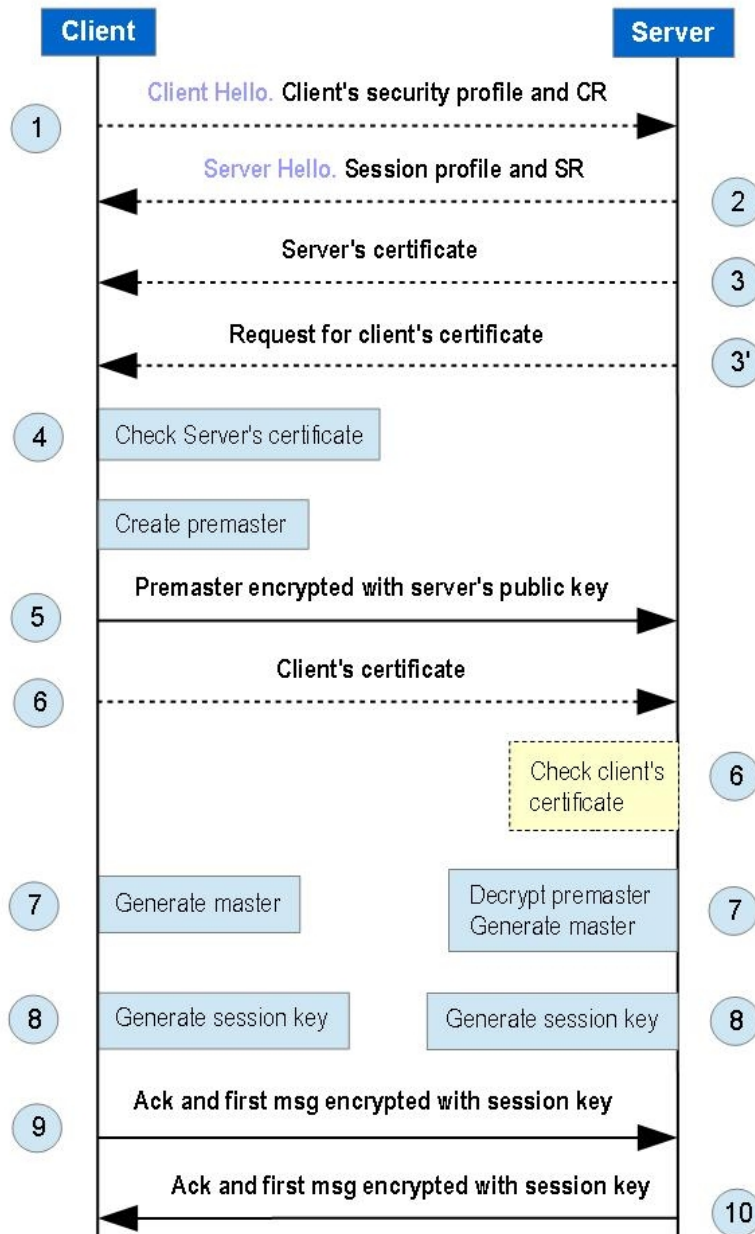 Client
Server
Client Hello. Client's security profile and CR
1
Server Hello. Session profile and SR
2
Server's certificate
3
Request for client's certificate
3'
4
Check Server's certificate
Create premaster
Premaster encrypted with server's public key
5
Client's certificate
6
Check client's
certificate
6
7
Generate master
Decrypt premaster
Generate master
7
8
Generate session key
Generate session key
8
Ack and first msg encrypted with session key
9
Ack and first msg encrypted with session key
10